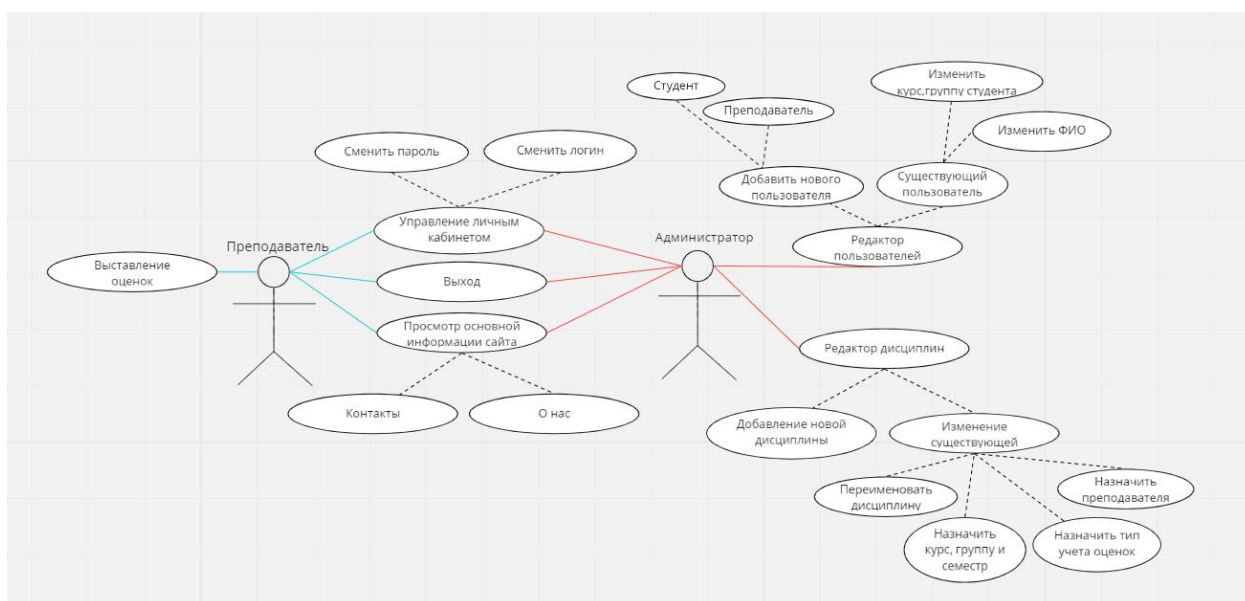 Студент
Изменить
курс,группу студента
Преподаватель
Изменить ФИО
Сменить пароль
Сменить логин
Добавить нового
пользователя
Существующий
пользователь
Управление личным
кабинетом
Преподаватель
Администратор
Редактор
пользователей
Выставление
оценок
Выход
Просмотр основной
информации сайта
Редактор дисциплин
Контакты
О нас
Добавление новой
дисциплины
Изменение
существующей
Переименовать
дисциплину
Назначить
преподавателя
Назначить
курс, группу и
семестр
Назначить тип
учета оценок